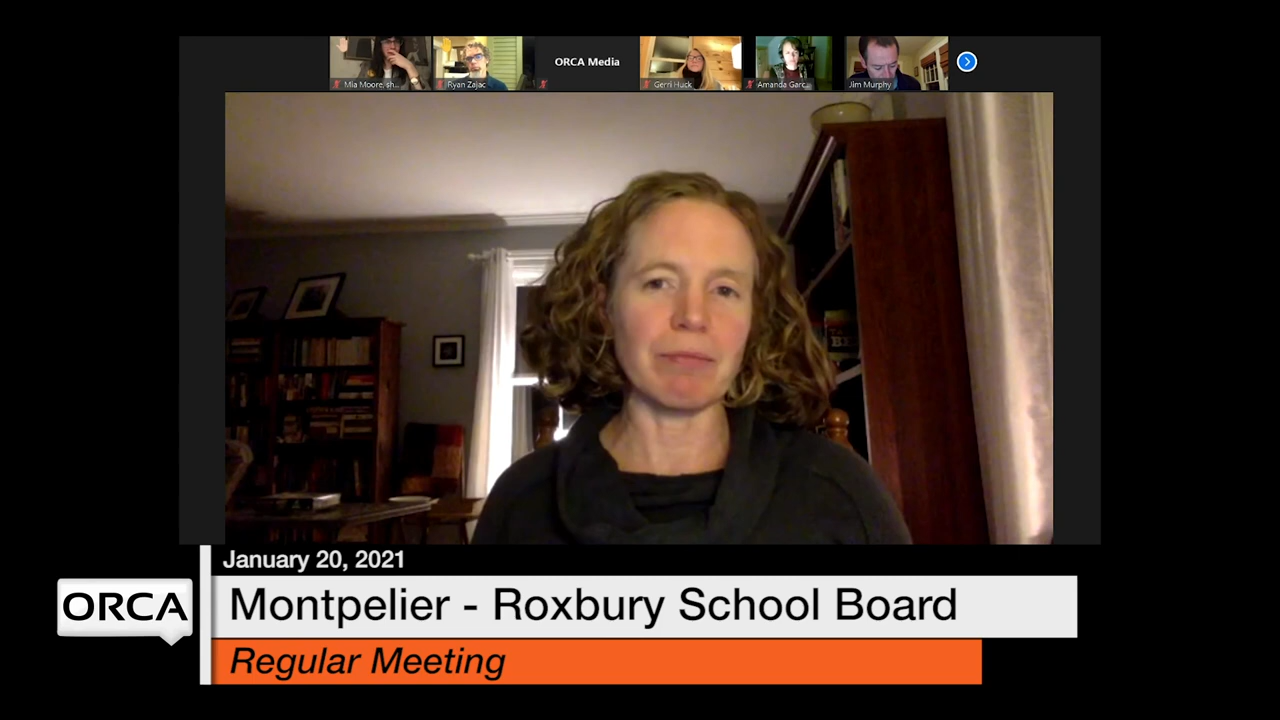 ORCA Media
Mia Moore, sh...
Ryan Zajac
Gerri Huck
Amanda Garc...
Jim Murphy
January 20, 2021
ORCA
Montpelier - Roxbury School Board
Regular Meeting